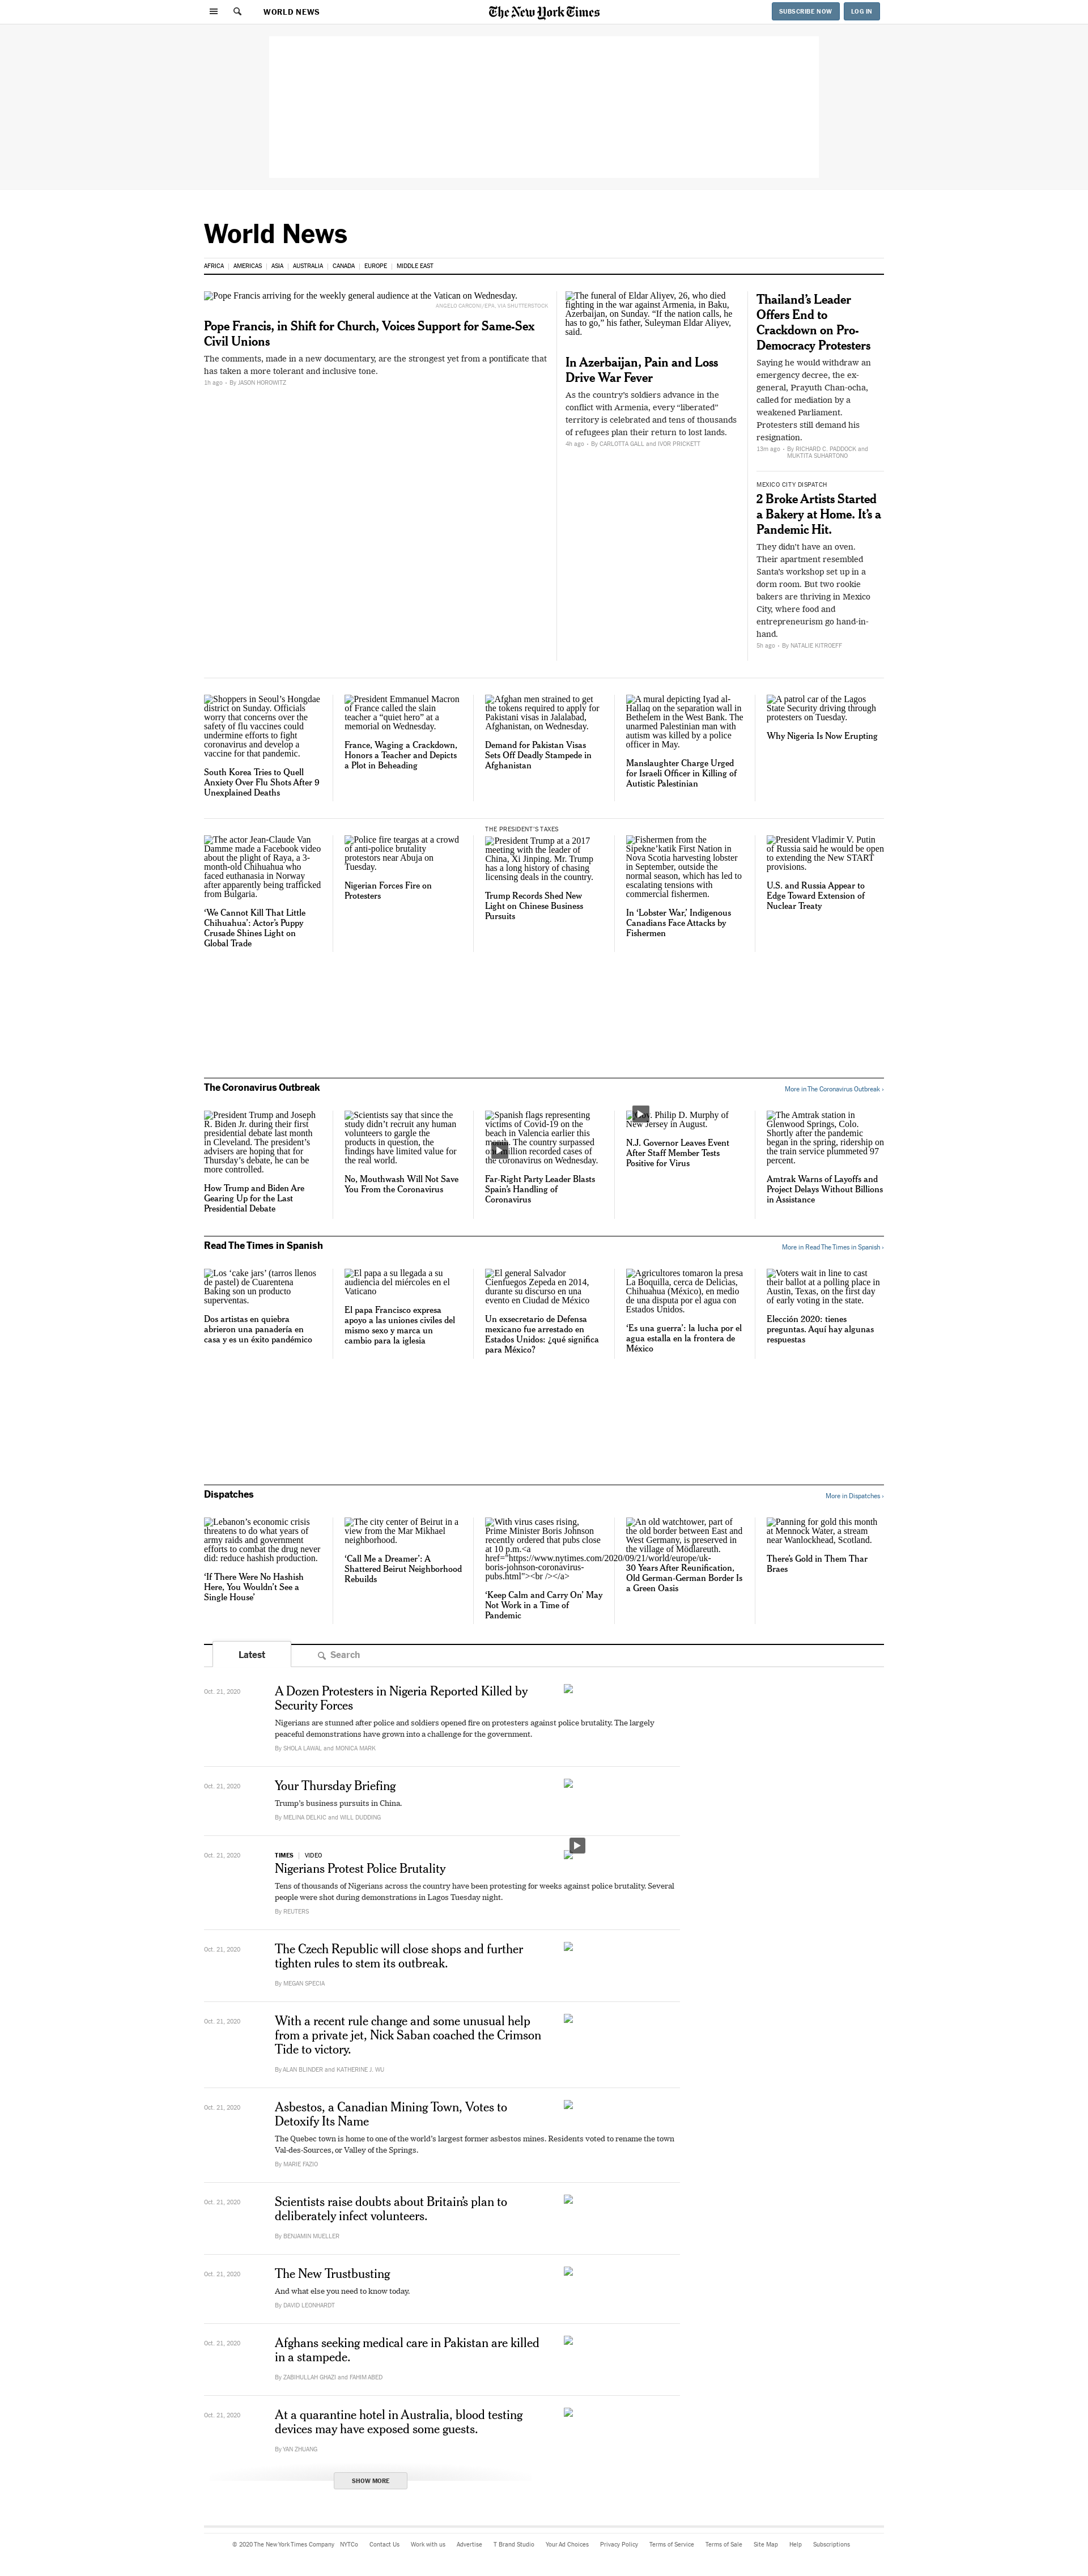 WORLD NEWS
The New York Times
SUBSCRIBE NOW
LOG IN
World News
AFRICA | AMERICAS | ASIA | AUSTRALIA | CANADA | EUROPE | MIDDLE EAST
Pope Francis arriving for the weekly general audience at the Vatican on Wednesday.
ANGELO CARCONI/EPA, VIA SHUTTERSTOCK
Pope Francis, in Shift for Church, Voices Support for Same-Sex
Civil Unions
The comments, made in a new documentary, are the strongest yet from a pontificate that
has taken a more tolerant and inclusive tone.
1h ago · By JASON HOROWITZ
The funeral of Eldar Aliyev, 26, who died
fighting in the war against Armenia, in Baku,
Azerbaijan, on Sunday. “If the nation calls, he
has to go,” his father, Suleyman Eldar Aliyev,
said.
In Azerbaijan, Pain and Loss
Drive War Fever
As the country’s soldiers advance in the
conflict with Armenia, every “liberated”
territory is celebrated and tens of thousands
of refugees plan their return to lost lands.
4h ago · By CARLOTTA GALL and IVOR PRICKETT
Thailand’s Leader
Offers End to
Crackdown on Pro-
Democracy Protesters
Saying he would withdraw an
emergency decree, the ex-
general, Prayuth Chan-ocha,
called for mediation by a
weakened Parliament.
Protesters still demand his
resignation.
13m ago · By RICHARD C. PADDOCK and
MUKTITA SUHARTONO
MEXICO CITY DISPATCH
2 Broke Artists Started
a Bakery at Home. It’s a
Pandemic Hit.
They didn’t have an oven.
Their apartment resembled
Santa’s workshop set up in a
dorm room. But two rookie
bakers are thriving in Mexico
City, where food and
entrepreneurism go hand-in-
hand.
5h ago · By NATALIE KITROEFF
Shoppers in Seoul’s Hongdae
district on Sunday. Officials
worry that concerns over the
safety of flu vaccines could
undermine efforts to fight
coronavirus and develop a
vaccine for that pandemic.
South Korea Tries to Quell
Anxiety Over Flu Shots After 9
Unexplained Deaths
President Emmanuel Macron
of France called the slain
teacher a “quiet hero” at a
memorial on Wednesday.
France, Waging a Crackdown,
Honors a Teacher and Depicts
a Plot in Beheading
Afghan men strained to get
the tokens required to apply for
Pakistani visas in Jalalabad,
Afghanistan, on Wednesday.
Demand for Pakistan Visas
Sets Off Deadly Stampede in
Afghanistan
A mural depicting Iyad al-
Hallaq on the separation wall in
Bethelem in the West Bank. The
unarmed Palestinian man with
autism was killed by a police
officer in May.
Manslaughter Charge Urged
for Israeli Officer in Killing of
Autistic Palestinian
A patrol car of the Lagos
State Security driving through
protesters on Tuesday.
Why Nigeria Is Now Erupting
The actor Jean-Claude Van
Damme made a Facebook video
about the plight of Raya, a 3-
month-old Chihuahua who
faced euthanasia in Norway
after apparently being trafficked
from Bulgaria.
‘We Cannot Kill That Little
Chihuahua’: Actor’s Puppy
Crusade Shines Light on
Global Trade
Police fire teargas at a crowd
of anti-police brutality
protestors near Abuja on
Tuesday.
Nigerian Forces Fire on
Protesters
THE PRESIDENT’S TAXES
President Trump at a 2017
meeting with the leader of
China, Xi Jinping. Mr. Trump
has a long history of chasing
licensing deals in the country.
Trump Records Shed New
Light on Chinese Business
Pursuits
Fishermen from the
Sipekne’katik First Nation in
Nova Scotia harvesting lobster
in September, outside the
normal season, which has led to
escalating tensions with
commercial fishermen.
In ‘Lobster War,’ Indigenous
Canadians Face Attacks by
Fishermen
President Vladimir V. Putin
of Russia said he would be open
to extending the New START
provisions.
U.S. and Russia Appear to
Edge Toward Extension of
Nuclear Treaty
The Coronavirus Outbreak
More in The Coronavirus Outbreak ›
President Trump and Joseph
R. Biden Jr. during their first
presidential debate last month
in Cleveland. The president’s
advisers are hoping that for
Thursday’s debate, he can be
more controlled.
How Trump and Biden Are
Gearing Up for the Last
Presidential Debate
Scientists say that since the
study didn’t recruit any human
volunteers to gargle the
products in question, the
findings have limited value for
the real world.
No, Mouthwash Will Not Save
You From the Coronavirus
Spanish flags representing
victims of Covid-19 on the
beach in Valencia earlier this
The country surpassed
recorded cases of
the coronavirus on Wednesday.
Far-Right Party Leader Blasts
Spain’s Handling of
Coronavirus
Philip D. Murphy of
New Jersey in August.
N.J. Governor Leaves Event
After Staff Member Tests
Positive for Virus
The Amtrak station in
Glenwood Springs, Colo.
Shortly after the pandemic
began in the spring, ridership on
the train service plummeted 97
percent.
Amtrak Warns of Layoffs and
Project Delays Without Billions
in Assistance
Read The Times in Spanish
More in Read The Times in Spanish ›
Los ‘cake jars’ (tarros llenos
de pastel) de Cuarentena
Baking son un producto
superventas.
Dos artistas en quiebra
abrieron una panadería en
casa y es un éxito pandémico
El papa a su llegada a su
audiencia del miércoles en el
Vaticano
El papa Francisco expresa
apoyo a las uniones civiles del
mismo sexo y marca un
cambio para la iglesia
El general Salvador
Cienfuegos Zepeda en 2014,
durante su discurso en una
evento en Ciudad de México
Un exsecretario de Defensa
mexicano fue arrestado en
Estados Unidos: ¿qué significa
para México?
Agricultores tomaron la presa
La Boquilla, cerca de Delicias,
Chihuahua (México), en medio
de una disputa por el agua con
Estados Unidos.
‘Es una guerra’: la lucha por el
agua estalla en la frontera de
México
Voters wait in line to cast
their ballot at a polling place in
Austin, Texas, on the first day
of early voting in the state.
Elección 2020: tienes
preguntas. Aquí hay algunas
respuestas
Dispatches
More in Dispatches ›
Lebanon’s economic crisis
threatens to do what years of
army raids and government
efforts to combat the drug never
did: reduce hashish production.
‘If There Were No Hashish
Here, You Wouldn’t See a
Single House’
The city center of Beirut in a
view from the Mar Mikhael
neighborhood.
‘Call Me a Dreamer’: A
Shattered Beirut Neighborhood
Rebuilds
With virus cases rising,
Prime Minister Boris Johnson
recently ordered that pubs close
at 10 p.m.<a
href="https://www.nytimes.com/2020/09/21/world/europe/uk-
boris-johnson-coronavirus-
pubs.html"><br /></a>
‘Keep Calm and Carry On’ May
Not Work in a Time of
Pandemic
An old watchtower, part of
the old border between East and
West Germany, is preserved in
the village of Mödlareuth.
30 Years After Reunification,
Old German-German Border Is
a Green Oasis
Panning for gold this month
at Mennock Water, a stream
near Wanlockhead, Scotland.
There’s Gold in Them Thar
Braes
Latest
Search
Oct. 21, 2020
A Dozen Protesters in Nigeria Reported Killed by
Security Forces
Nigerians are stunned after police and soldiers opened fire on protesters against police brutality. The largely
peaceful demonstrations have grown into a challenge for the government.
By SHOLA LAWAL and MONICA MARK
Oct. 21, 2020
Your Thursday Briefing
Trump’s business pursuits in China.
By MELINA DELKIC and WILL DUDDING
Oct. 21, 2020
TIMES | VIDEO
Nigerians Protest Police Brutality
Tens of thousands of Nigerians across the country have been protesting for weeks against police brutality. Several
people were shot during demonstrations in Lagos Tuesday night.
By REUTERS
Oct. 21, 2020
The Czech Republic will close shops and further
tighten rules to stem its outbreak.
By MEGAN SPECIA
Oct. 21, 2020
With a recent rule change and some unusual help
from a private jet, Nick Saban coached the Crimson
Tide to victory.
By ALAN BLINDER and KATHERINE J. WU
Oct. 21, 2020
Asbestos, a Canadian Mining Town, Votes to
Detoxify Its Name
The Quebec town is home to one of the world’s largest former asbestos mines. Residents voted to rename the town
Val-des-Sources, or Valley of the Springs.
By MARIE FAZIO
Oct. 21, 2020
Scientists raise doubts about Britain’s plan to
deliberately infect volunteers.
By BENJAMIN MUELLER
Oct. 21, 2020
The New Trustbusting
And what else you need to know today.
By DAVID LEONHARDT
Oct. 21, 2020
Afghans seeking medical care in Pakistan are killed
in a stampede.
By ZABIHULLAH GHAZI and FAHIM ABED
Oct. 21, 2020
At a quarantine hotel in Australia, blood testing
devices may have exposed some guests.
By YAN ZHUANG
SHOW MORE
© 2020 The New York Times Company NYTCo Contact Us Work with us Advertise T Brand Studio Your Ad Choices Privacy Policy Terms of Service Terms of Sale Site Map Help Subscriptions